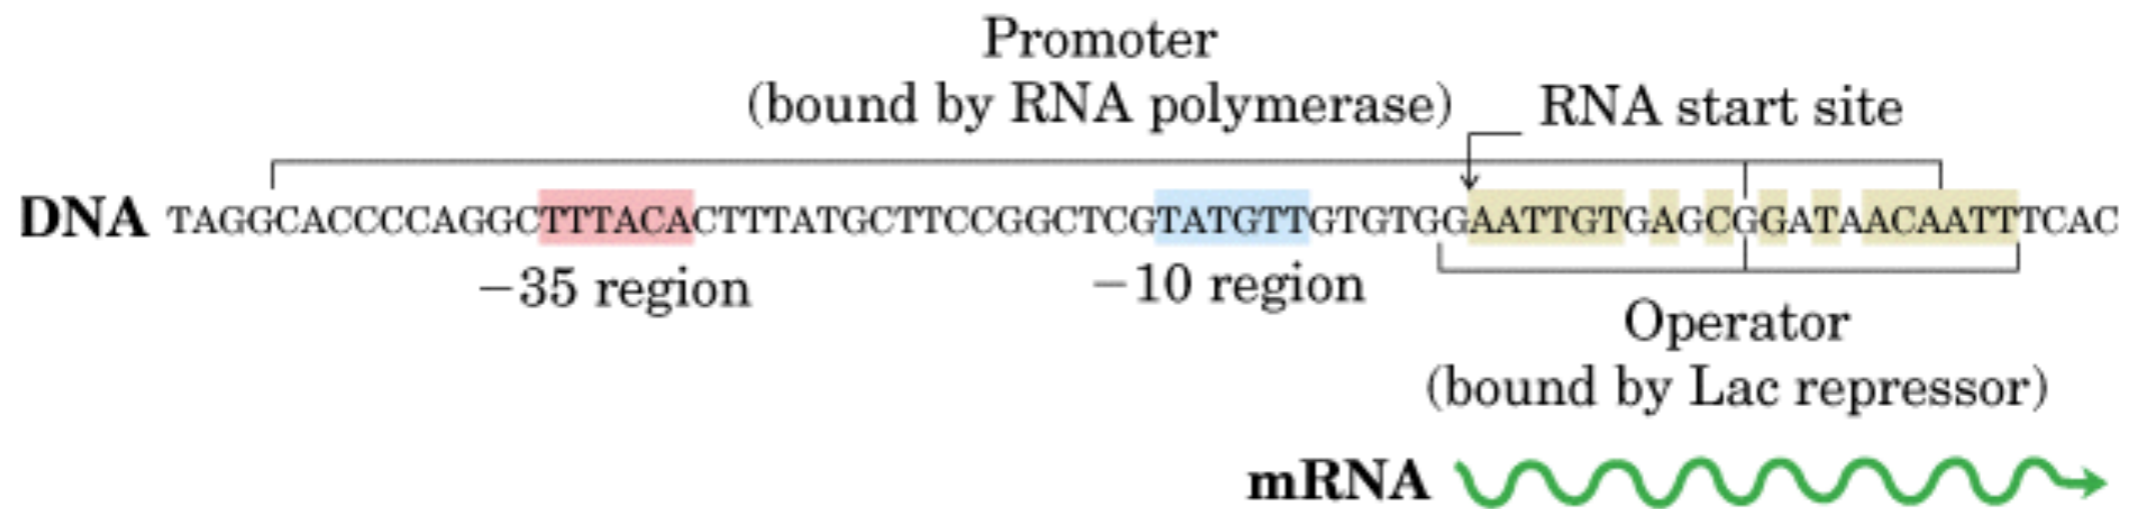 Promoter
(bound by RNA polymerase)
RNA start site
DNA TAGGCACCCCAGGCTTTACACTTTATGCTTCCGGCTCGTATGTTGTGTGGAATTGTGAGCGGATAACAATTTCAC
−35 region
−10 region
Operator
(bound by Lac repressor)
mRNA